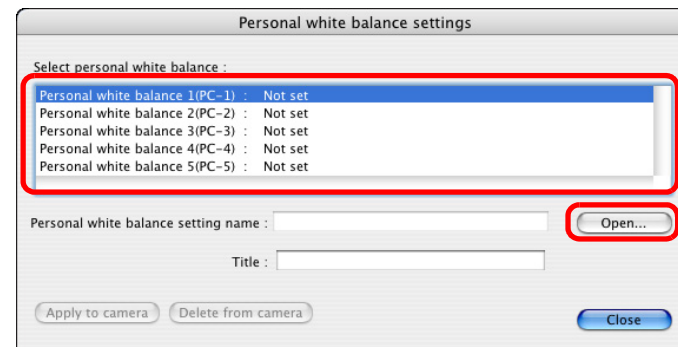 Personal white balance settings
Select personal white balance :
Personal white balance 1(PC-1) : Not set
Personal white balance 2(PC-2) : Not set
Personal white balance 3(PC-3) : Not set
Personal white balance 4(PC-4) : Not set
Personal white balance 5(PC-5) : Not set
Personal white balance setting name : Open...
Title :
Apply to camera Delete from camera Close